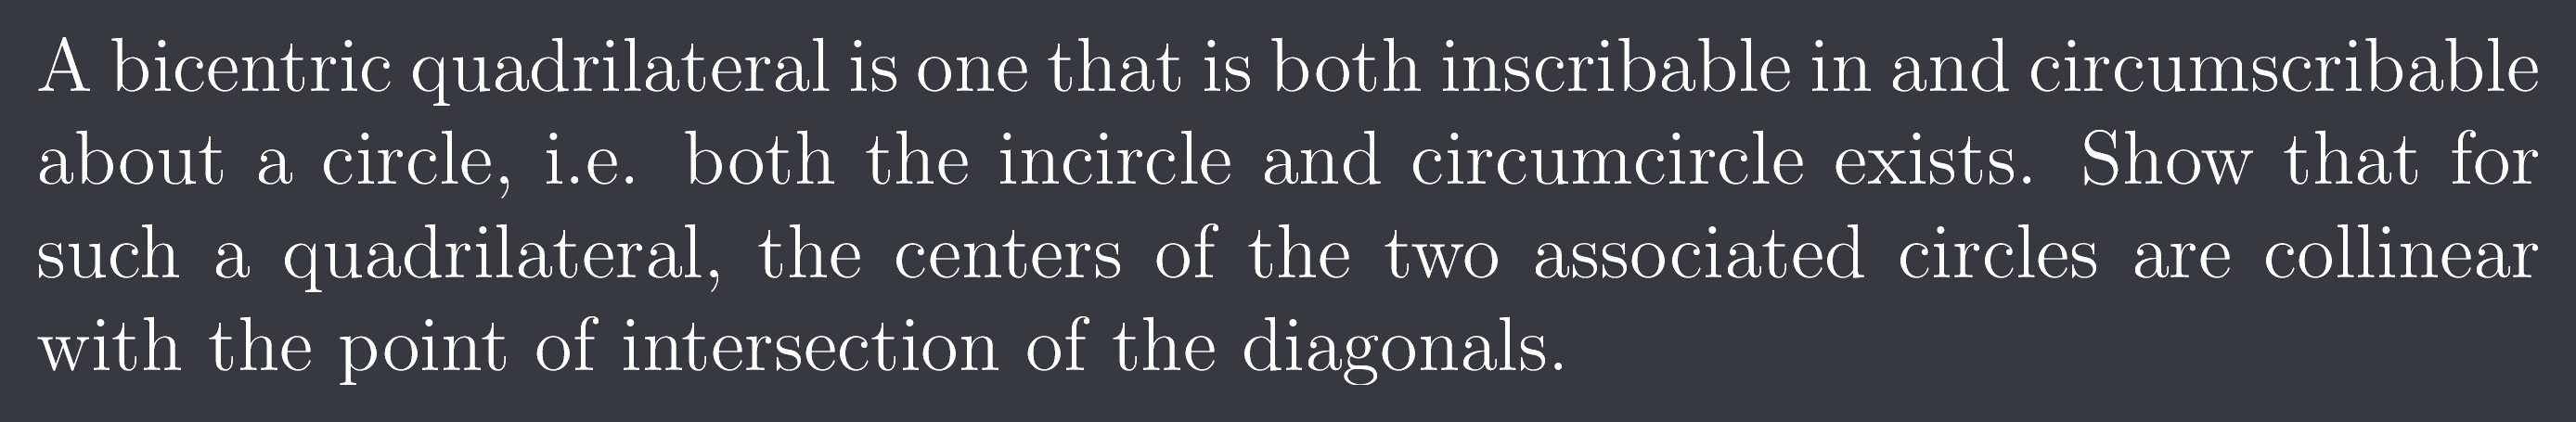 A bicentric quadrilateral is one that is both inscribable in and circumscribable
about a circle, i.e. both the incircle and circumcircle exists. Show that for
such a quadrilateral, the centers of the two associated circles are collinear
with the point of intersection of the diagonals.